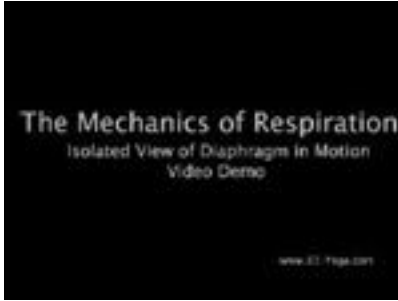 The Mechanics of Respiration
Isolated View of Diaphragm in Motion
Video Demo